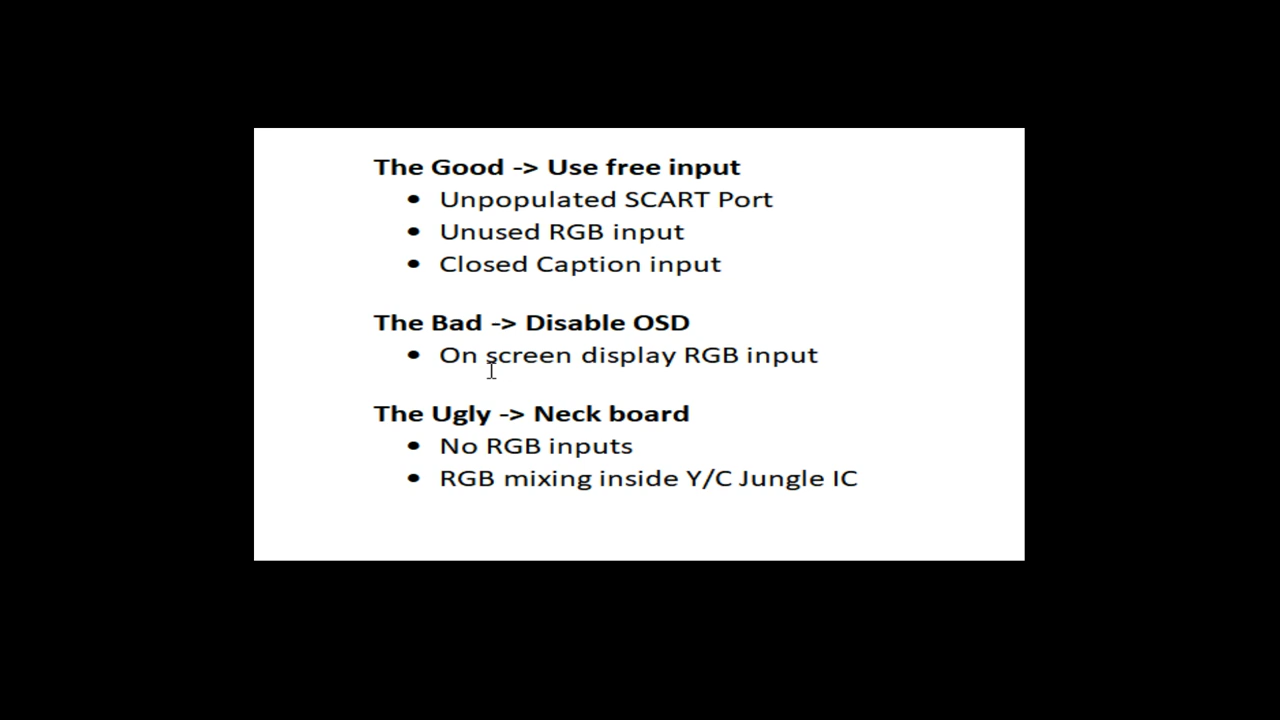 The Good -> Use free input
• Unpopulated SCART Port
• Unused RGB input
• Closed Caption input
The Bad -> Disable OSD
• On screen display RGB input
The Ugly -> Neck board
• No RGB inputs
• RGB mixing inside Y/C Jungle IC